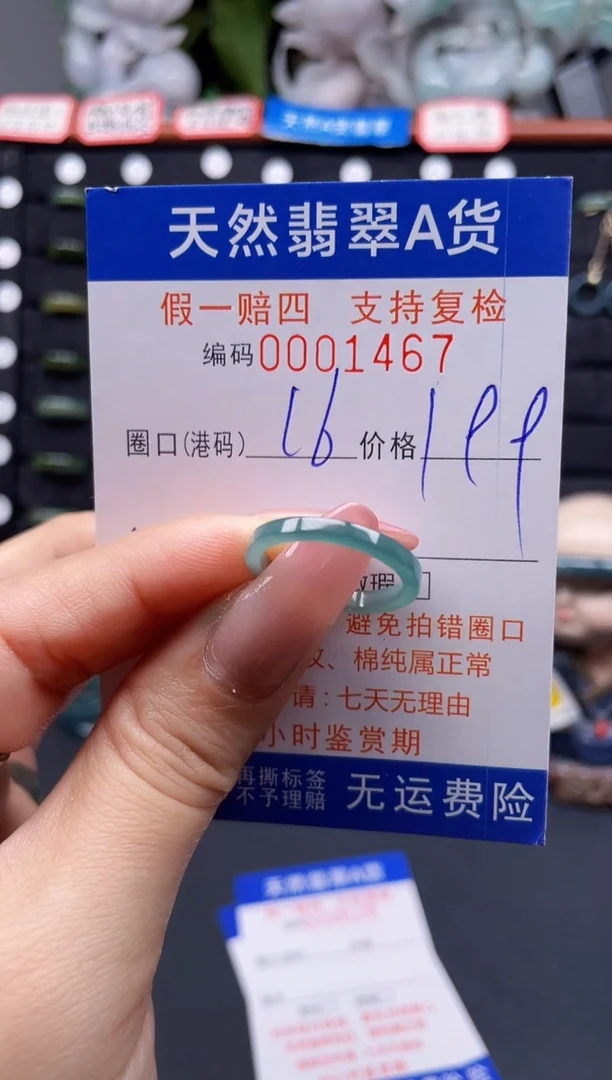 天然翡翠A货
假一赔四 支持复检
编码0001467
圈口(港码) 16 价格 199
避免拍错圈口
、棉纯属正常
请:七天无理由
小时鉴赏期
再撕标签
不予理赔
无运费险